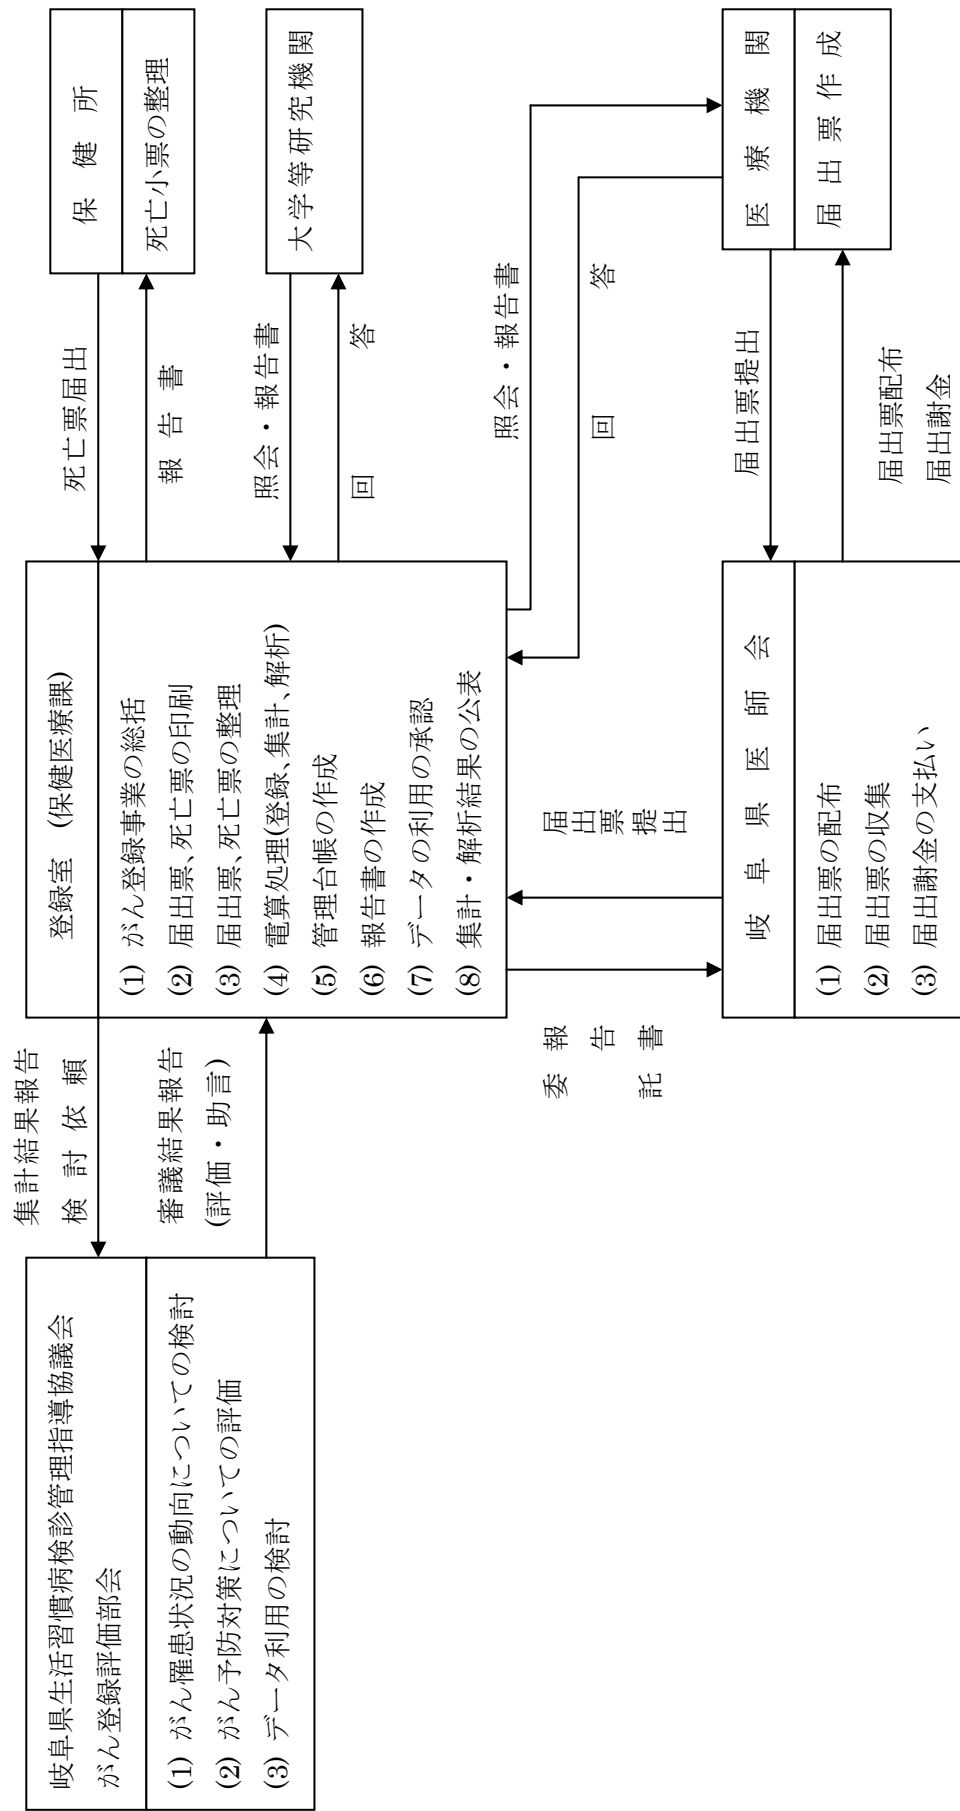 岐阜県生活習慣病検診管理指導協議会
がん登録評価部会
(1) がん罹患状況の動向についての検討
(2) がん予防対策についての評価
(3) データ利用の検討
集計結果報告
検討依頼
審議結果報告
(評価・助言)
登録室 (保健医療課)
(1) がん登録事業の総括
(2) 届出票、死亡票の印刷
(3) 届出票、死亡票の整理
(4) 電算処理(登録、集計、解析)
(5) 管理台帳の作成
(6) 報告書の作成
(7) データの利用の承認
(8) 集計・解析結果の公表
死亡票届出
報告書
保健所
死亡小票の整理
照会・報告書
回答
大学等研究機関
照会・報告書
回答
委託
報告書
届出票提出
岐阜県医師会
(1) 届出票の配布
(2) 届出票の収集
(3) 届出謝金の支払い
届出票提出
届出票配布
届出謝金
医療機関
届出票作成